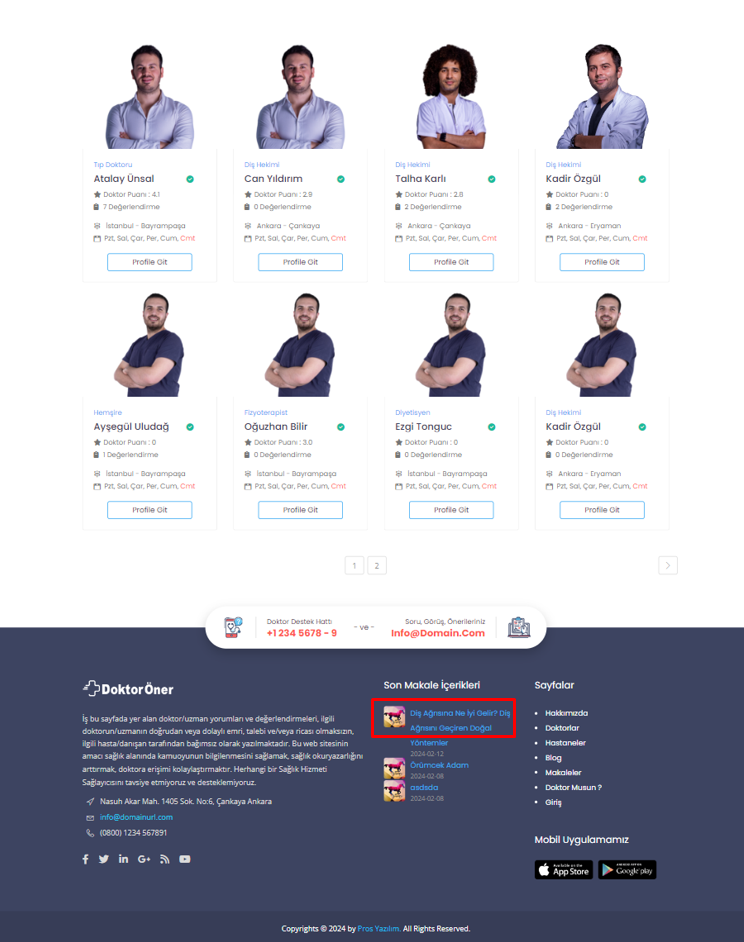 Tıp Doktoru
Atalay Ünsal
Doktor Puanı : 4.1
7 Değerlendirme
İstanbul - Bayrampaşa
Pzt, Sal, Çar, Per, Cum, Cmt
Profile Git
Diş Hekimi
Can Yıldırım
Doktor Puanı : 2.9
0 Değerlendirme
Ankara - Çankaya
Pzt, Sal, Çar, Per, Cum, Cmt
Profile Git
Diş Hekimi
Talha Karlı
Doktor Puanı : 2.8
2 Değerlendirme
Ankara - Çankaya
Pzt, Sal, Çar, Per, Cum, Cmt
Profile Git
Diş Hekimi
Kadir Özgül
Doktor Puanı : 0
2 Değerlendirme
Ankara - Eryaman
Pzt, Sal, Çar, Per, Cum, Cmt
Profile Git
Hemşire
Ayşegül Uludağ
Doktor Puanı : 0
1 Değerlendirme
İstanbul - Bayrampaşa
Pzt, Sal, Çar, Per, Cum, Cmt
Profile Git
Fizyoterapist
Oğuzhan Bilir
Doktor Puanı : 3.0
0 Değerlendirme
İstanbul - Bayrampaşa
Pzt, Sal, Çar, Per, Cum, Cmt
Profile Git
Diyetisyen
Ezgi Tonguc
Doktor Puanı : 0
0 Değerlendirme
İstanbul - Bayrampaşa
Pzt, Sal, Çar, Per, Cum, Cmt
Profile Git
Diş Hekimi
Kadir Özgül
Doktor Puanı : 0
0 Değerlendirme
Ankara - Eryaman
Pzt, Sal, Çar, Per, Cum, Cmt
Profile Git
1 2
Doktor Destek Hattı
+1 234 5678 - 9
- ve -
Soru, Görüş, Önerileriniz
Info@Domain.Com
DoktorÖner
İş bu sayfada yer alan doktor/uzman yorumları ve değerlendirmeleri, ilgili
doktorun/uzmanın doğrudan veya dolaylı emri, talebi ve/veya ricası olmaksızın,
ilgili hasta/danışan tarafından bağımsız olarak yazılmaktadır. Bu web sitesinin
amacı sağlık alanında kamuoyunun bilgilenmesini sağlamak, sağlık okuryazarlığını
arttırmak, doktora erişimi kolaylaştırmaktır. Herhangi bir Sağlık Hizmeti
Sağlayıcısını tavsiye etmiyoruz ve desteklemiyoruz.
Nasuh Akar Mah. 1405 Sok. No:6, Çankaya Ankara
info@domainurl.com
(0800) 1234 567891
Son Makale İçerikleri
Diş Ağrısına Ne İyi Gelir? Diş
Ağrısını Geçiren Doğal
Yöntemler
2024-02-12
Örümcek Adam
2024-02-08
asdsda
2024-02-08
Sayfalar
Hakkımızda
Doktorlar
Hastaneler
Blog
Makaleler
Doktor Musun ?
Giriş
Mobil Uygulamamız
Available on the
App Store
ANDROID APP ON
Google play
Copyrights © 2024 by Pros Yazılım. All Rights Reserved.